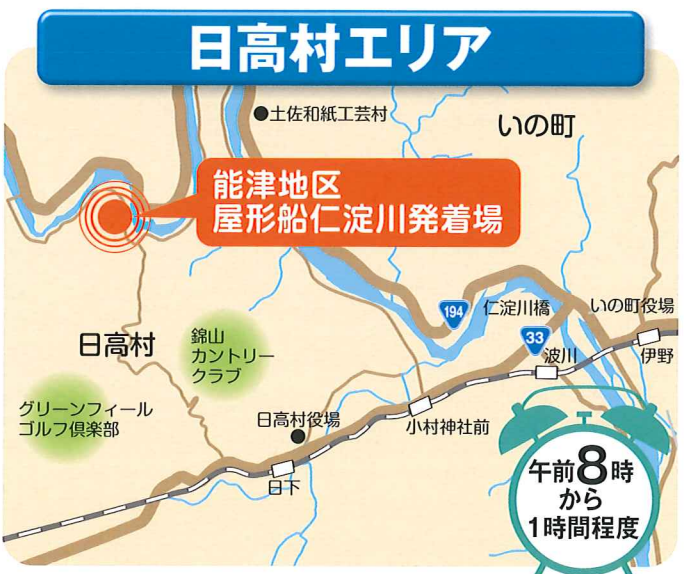 日高村エリア
●土佐和紙工芸村
いの町
能津地区
屋形船仁淀川発着場
194
仁淀川橋
いの町役場
33
日高村
錦山
カントリー
クラブ
波川
伊野
グリーンフィール
ゴルフ倶楽部
日高村役場
小村神社前
日下
午前8時
から
1時間程度